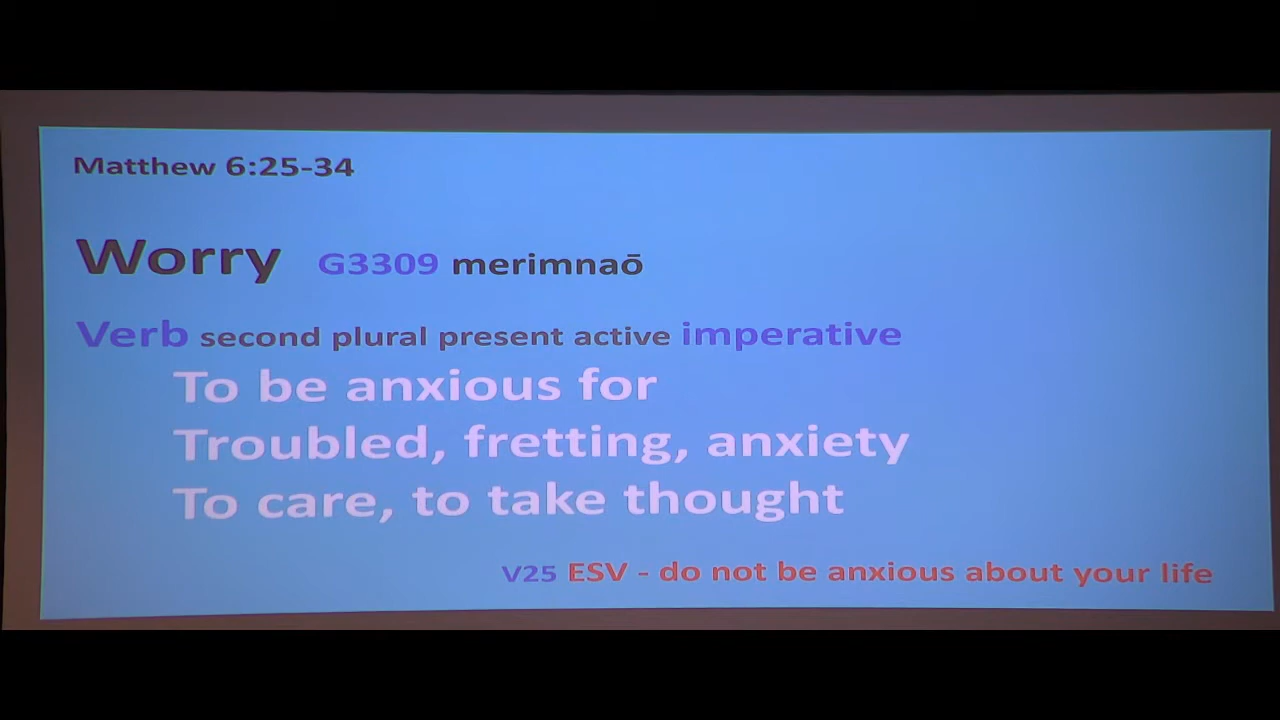 Matthew 6:25-34
Worry G3309 merimnaō
Verb second plural present active imperative
To be anxious for
Troubled, fretting, anxiety
To care, to take thought
V25 ESV - do not be anxious about your life